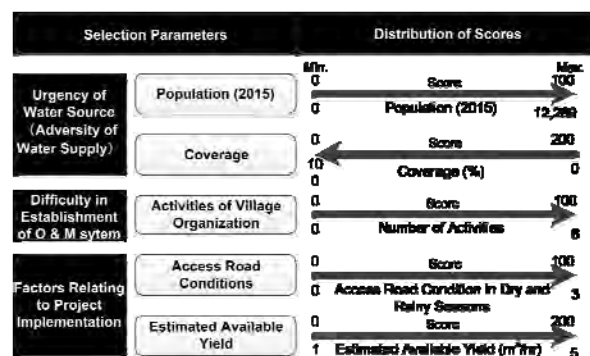 Selection Parameters
Distribution of Scores
Min.
Max.
Urgency of
Water Source
(Adversity of
Water Supply)
Population (2015)
0
Score
100
0
Population (2015)
Coverage
0
Score
200
10
0
Coverage (%)
0
Difficulty in
Establishment
of O & M sytem
Activities of Village
Organization
0
Score
100
0
Number of Activities
6
Factors Relating
to Project
Implementation
Access Road
Conditions
0
Score
100
0
Access Road Condition in Dry and
Rainy Seasons
3
Estimated Available
Yield
0
Score
200
1
Estimated Available Yield (m³/hr)
5